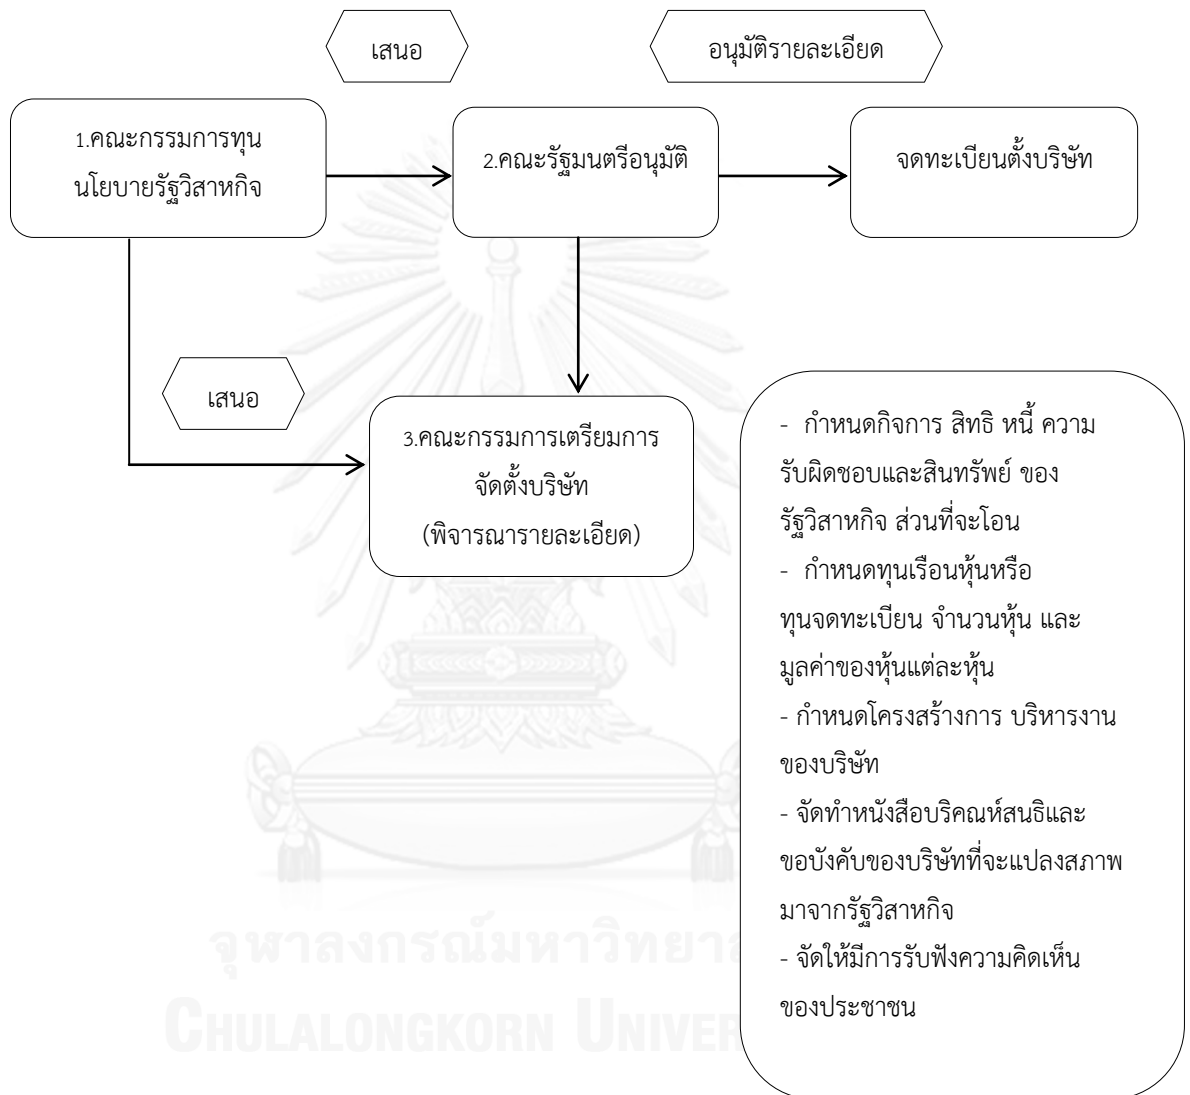 เสนอ
อนุมัติรายละเอียด
1.คณะกรรมการทุน
นโยบายรัฐวิสาหกิจ
2.คณะรัฐมนตรีอนุมัติ
จดทะเบียนตั้งบริษัท
เสนอ
3.คณะกรรมการเตรียมการ
จัดตั้งบริษัท
(พิจารณารายละเอียด)
- กำหนดกิจการ สิทธิ หนี้ ความ
รับผิดชอบและสินทรัพย์ ของ
รัฐวิสาหกิจ ส่วนที่จะโอน
- กำหนดทุนเรือนหุ้นหรือ
ทุนจดทะเบียน จำนวนหุ้น และ
มูลค่าของหุ้นแต่ละหุ้น
- กำหนดโครงสร้างการ บริหารงาน
ของบริษัท
- จัดทำหนังสือบริคณห์สนธิและ
ขอบังคับของบริษัทที่จะแปลงสภาพ
มาจากรัฐวิสาหกิจ
- จัดให้มีการรับฟังความคิดเห็น
ของประชาชน
จุฬาลงกรณ์มหาวิทยาล
CHULALONGKORN UNIVER